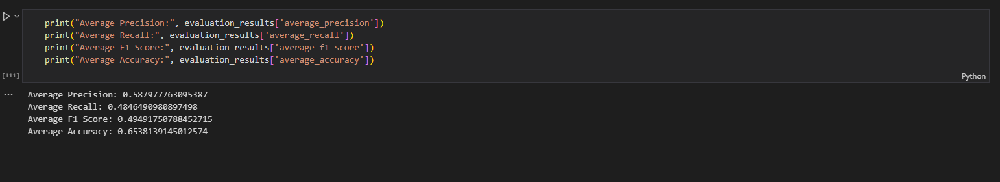 print("Average Precision:", evaluation_results['average_precision'])
print("Average Recall:", evaluation_results['average_recall'])
print("Average F1 Score:", evaluation_results['average_f1_score'])
print("Average Accuracy:", evaluation_results['average_accuracy'])
[111]
Python
...
Average Precision: 0.587977763095387
Average Recall: 0.4846490980897498
Average F1 Score: 0.49491750788452715
Average Accuracy: 0.6538139145012574